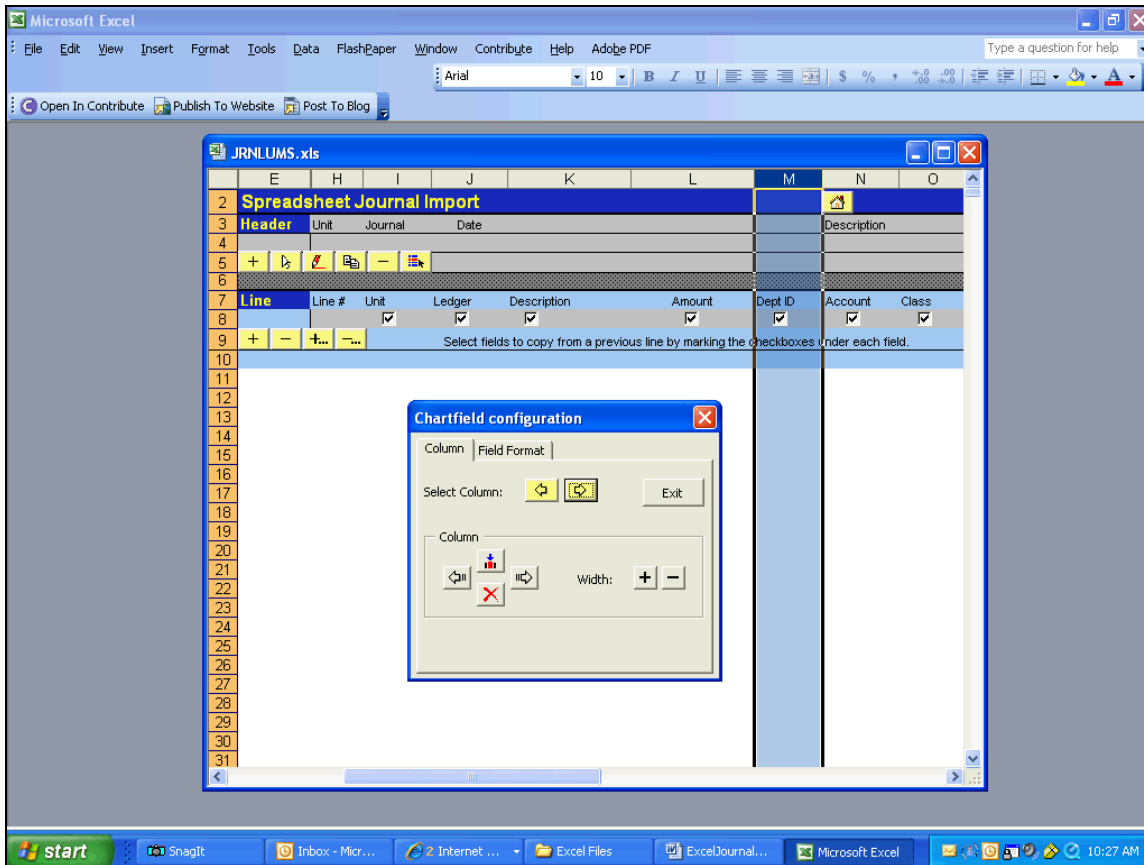 Microsoft Excel
File Edit View Insert Format Tools Data FlashPaper Window Contribute Help Adobe PDF Type a question for help
Arial 10 B I U $ % ,
Open In Contribute Publish To Website Post To Blog
JRNLUMS.xls
E H I J K L M N O
2 Spreadsheet Journal Import
3 Header Unit Journal Date Description
4
5
6
7 Line Line # Unit Ledger Description Amount Dept ID Account Class
8
9 + − +... −... Select fields to copy from a previous line by marking the checkboxes under each field.
10
11
12
13
14
15
16
17
18
19
20
21
22
23
24
25
26
27
28
29
30
31
Chartfield configuration
Column Field Format
Select Column: Exit
Column
Width: + −
start SnagIt Inbox - Micr... 2 Internet ... Excel Files ExcelJournal... Microsoft Excel 10:27 AM